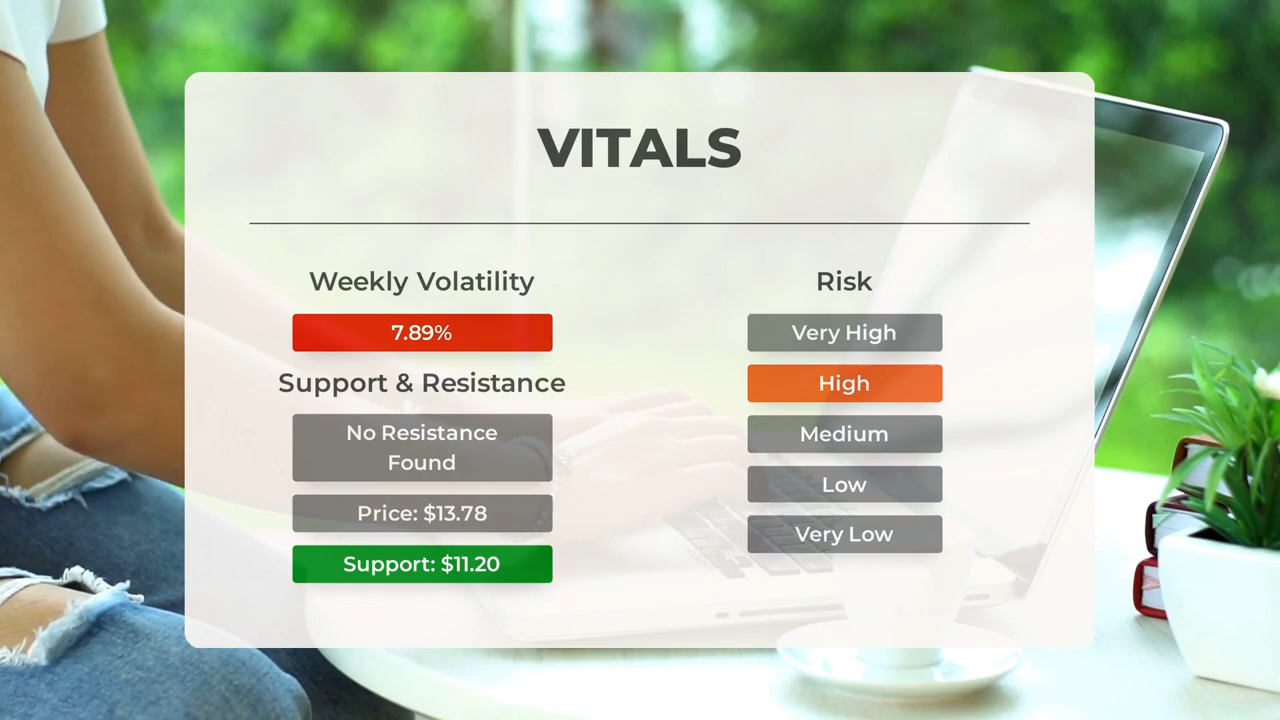 VITALS
Weekly Volatility
7.89%
Support & Resistance
No Resistance
Found
Price: $13.78
Support: $11.20
Risk
Very High
High
Medium
Low
Very Low